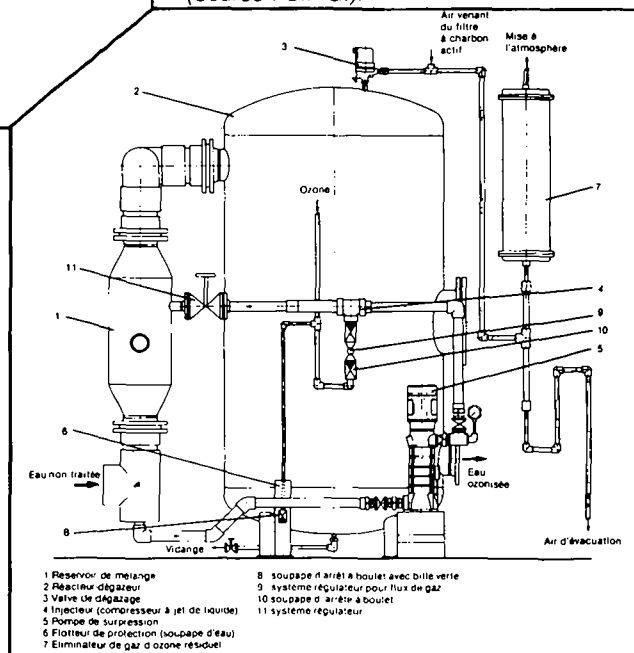 Air venant
du filtre
à charbon
actif
Mise à
l'atmosphère
3
2
Ozone
7
11
4
1
9
10
5
6
Eau non traitée
Eau
ozonisée
8
Vidange
Air d'évacuation
1 Réservoir de mélange
2 Réacteur-dégazeur
3 Valve de dégazage
4 Injecteur (compresseur à jet de liquide)
5 Pompe de surpression
6 Flotteur de protection (soupape d'eau)
7 Eliminateur de gaz d'ozone résiduel
8 soupape d'arrêt à boulet avec bille verte
9 système régulateur pour flux de gaz
10 soupape d'arrête à boulet
11 système régulateur